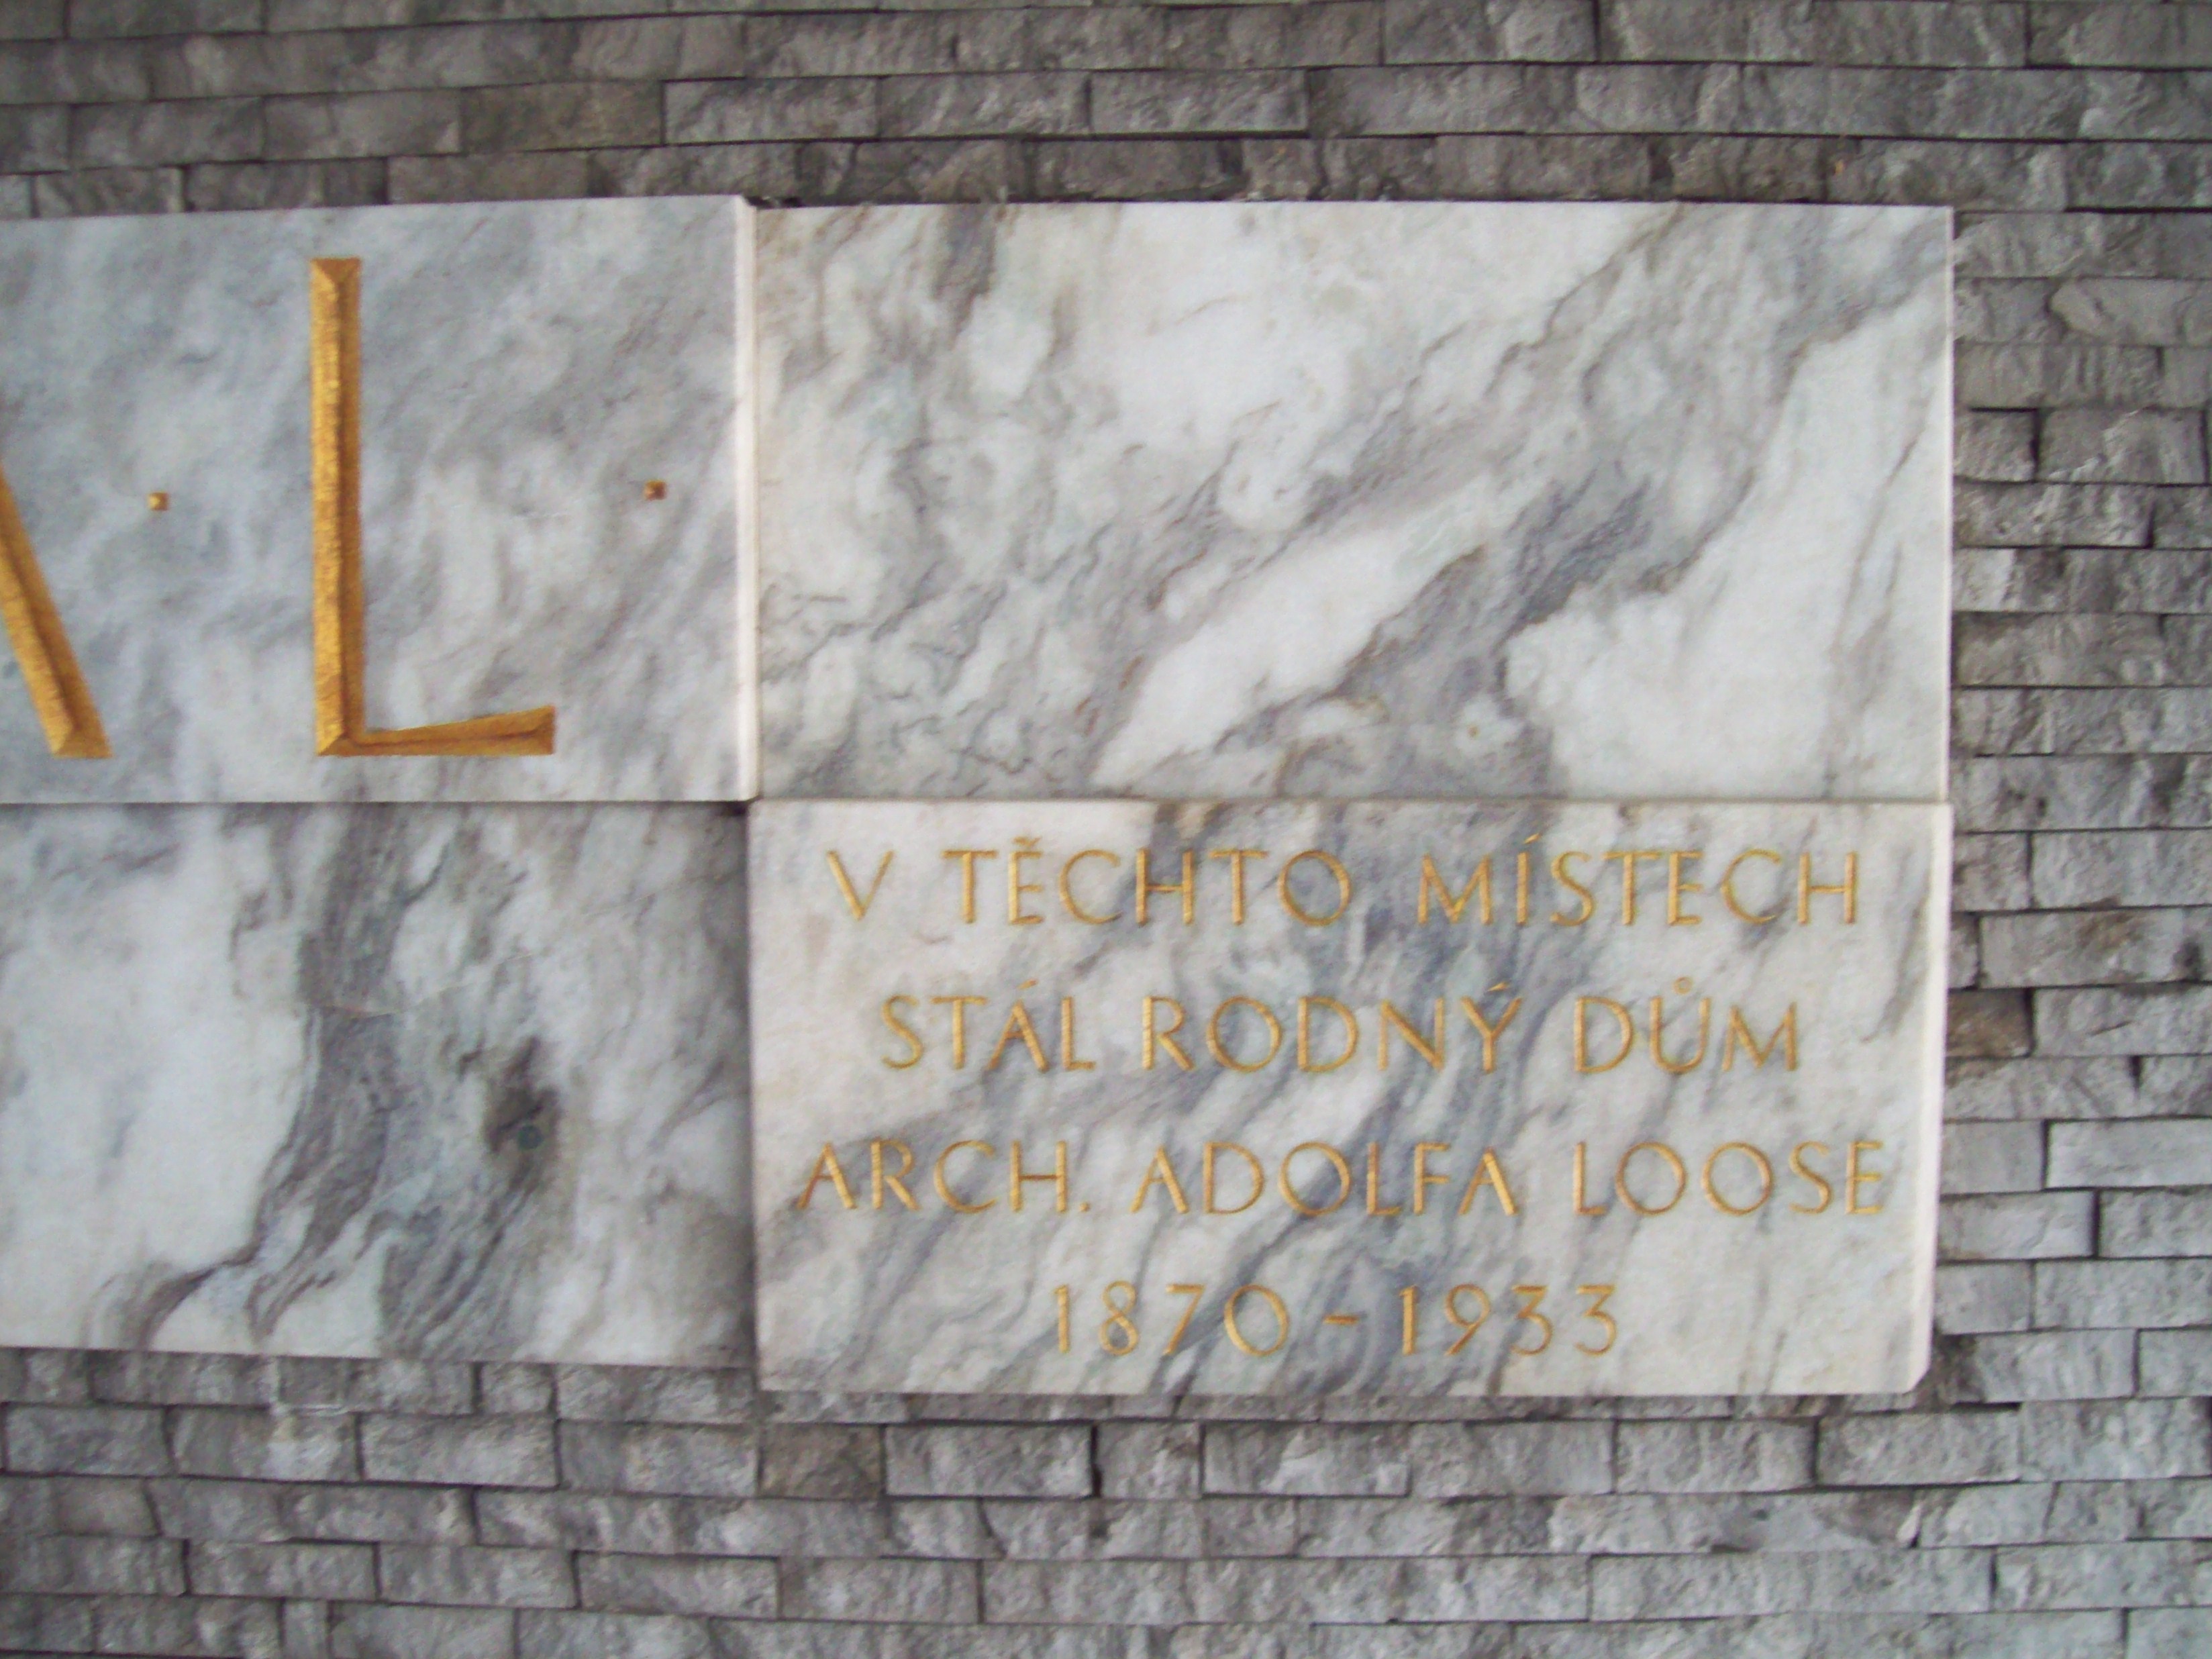 A · L ·
V TĚCHTO MÍSTECH
STÁL RODNÝ DŮM
ARCH. ADOLFA LOOSE
1870 - 1933